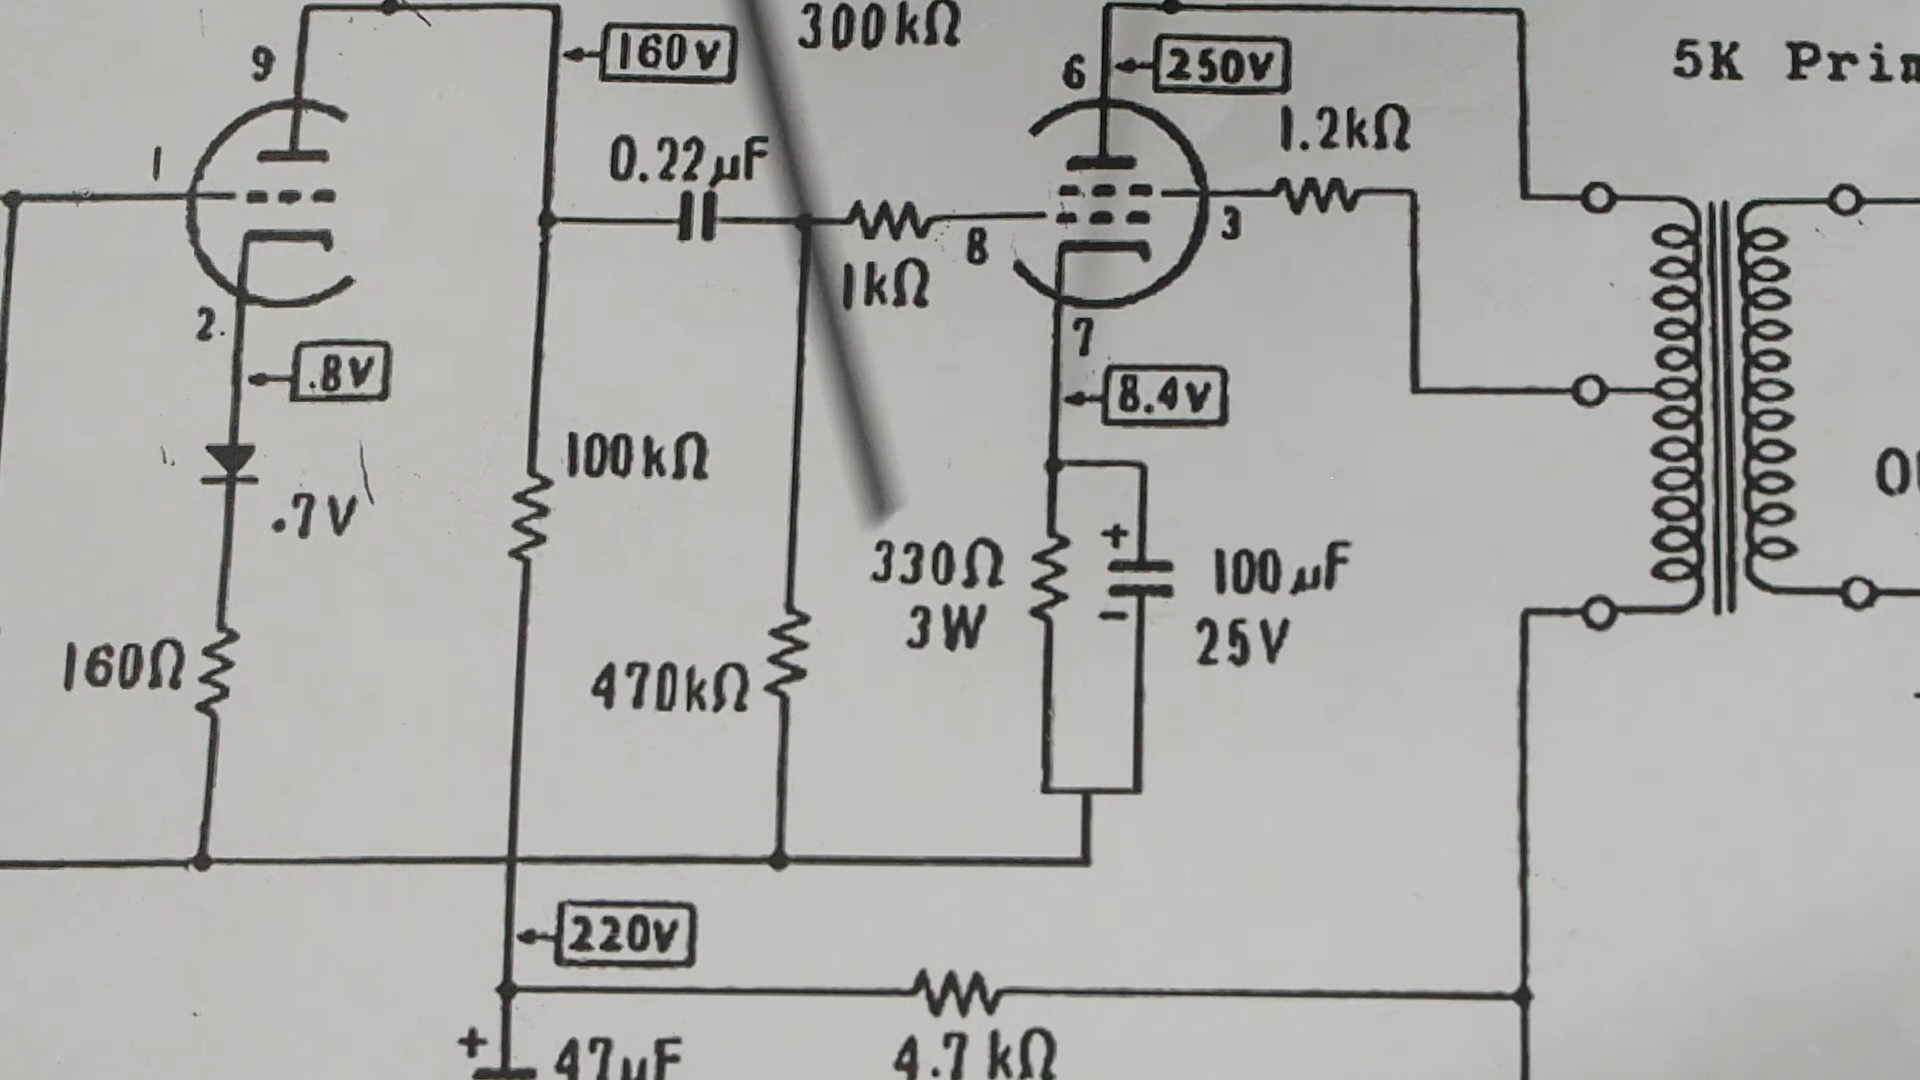 300kΩ
9
160V
6
250V
5K
1
0.22µF
1.2kΩ
8
3
1kΩ
2.
7
.8V
8.4V
100kΩ
.7V
+
330Ω
3W
100µF
25V
-
160Ω
470kΩ
220V
+
47µF
4.7kΩ